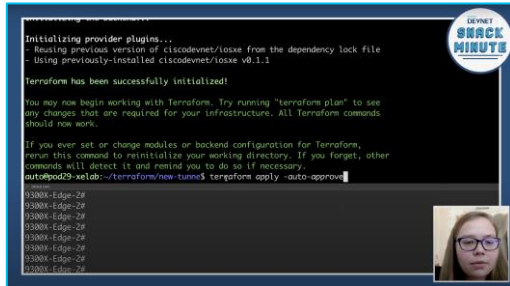 Initializing the backend...
Initializing provider plugins...
- Reusing previous version of ciscodevnet/iosxe from the dependency lock file
- Using previously-installed ciscodevnet/iosxe v0.1.1
Terraform has been successfully initialized!
You may now begin working with Terraform. Try running "terraform plan" to see
any changes that are required for your infrastructure. All Terraform commands
should now work.
If you ever set or change modules or backend configuration for Terraform,
rerun this command to reinitialize your working directory. If you forget, other
commands will detect it and remind you to do so if necessary.
auto@pod29-xelab:~/terraform/new-tunne$ terraform apply -auto-approve
9300X-Edge-2#
9300X-Edge-2#
9300X-Edge-2#
9300X-Edge-2#
9300X-Edge-2#
9300X-Edge-2#
9300X-Edge-2#
DEVNET
SNACK
MINUTE